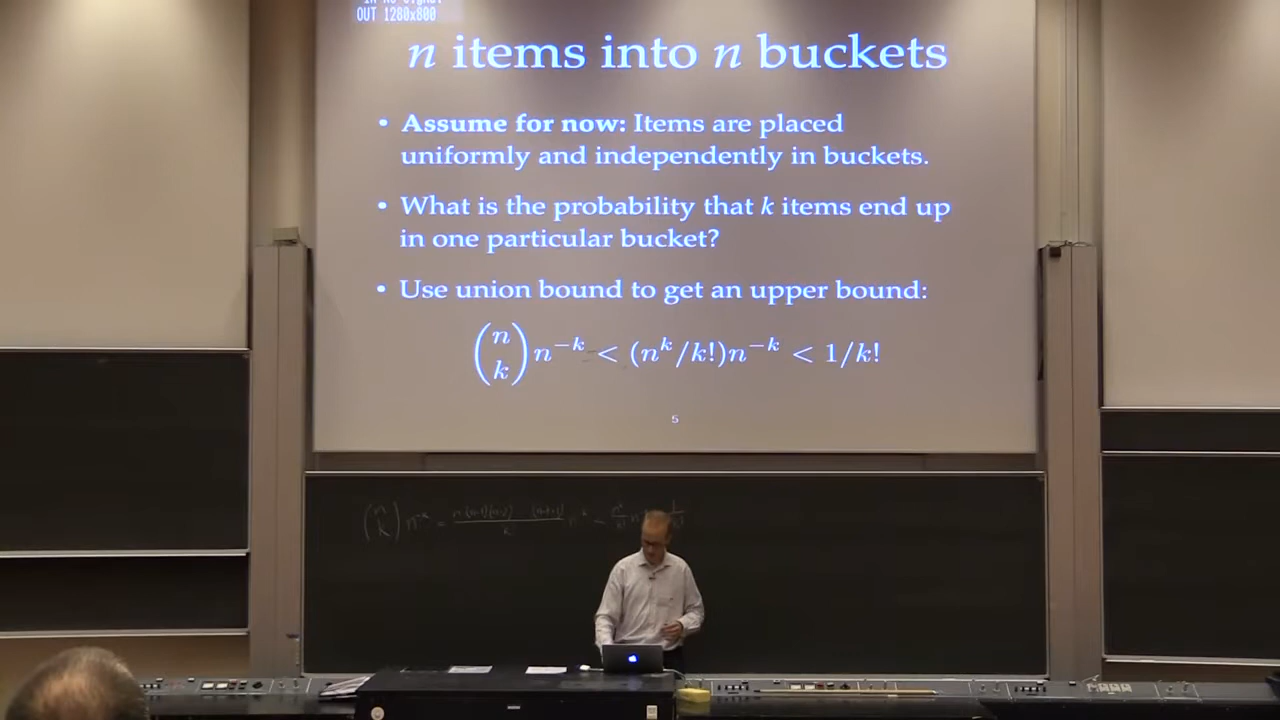 OUT 1280x800
n items into n buckets
• Assume for now: Items are placed
uniformly and independently in buckets.
• What is the probability that k items end up
in one particular bucket?
• Use union bound to get an upper bound:
(n k) n^{-k} < (n^k/k!)n^{-k} < 1/k!
5